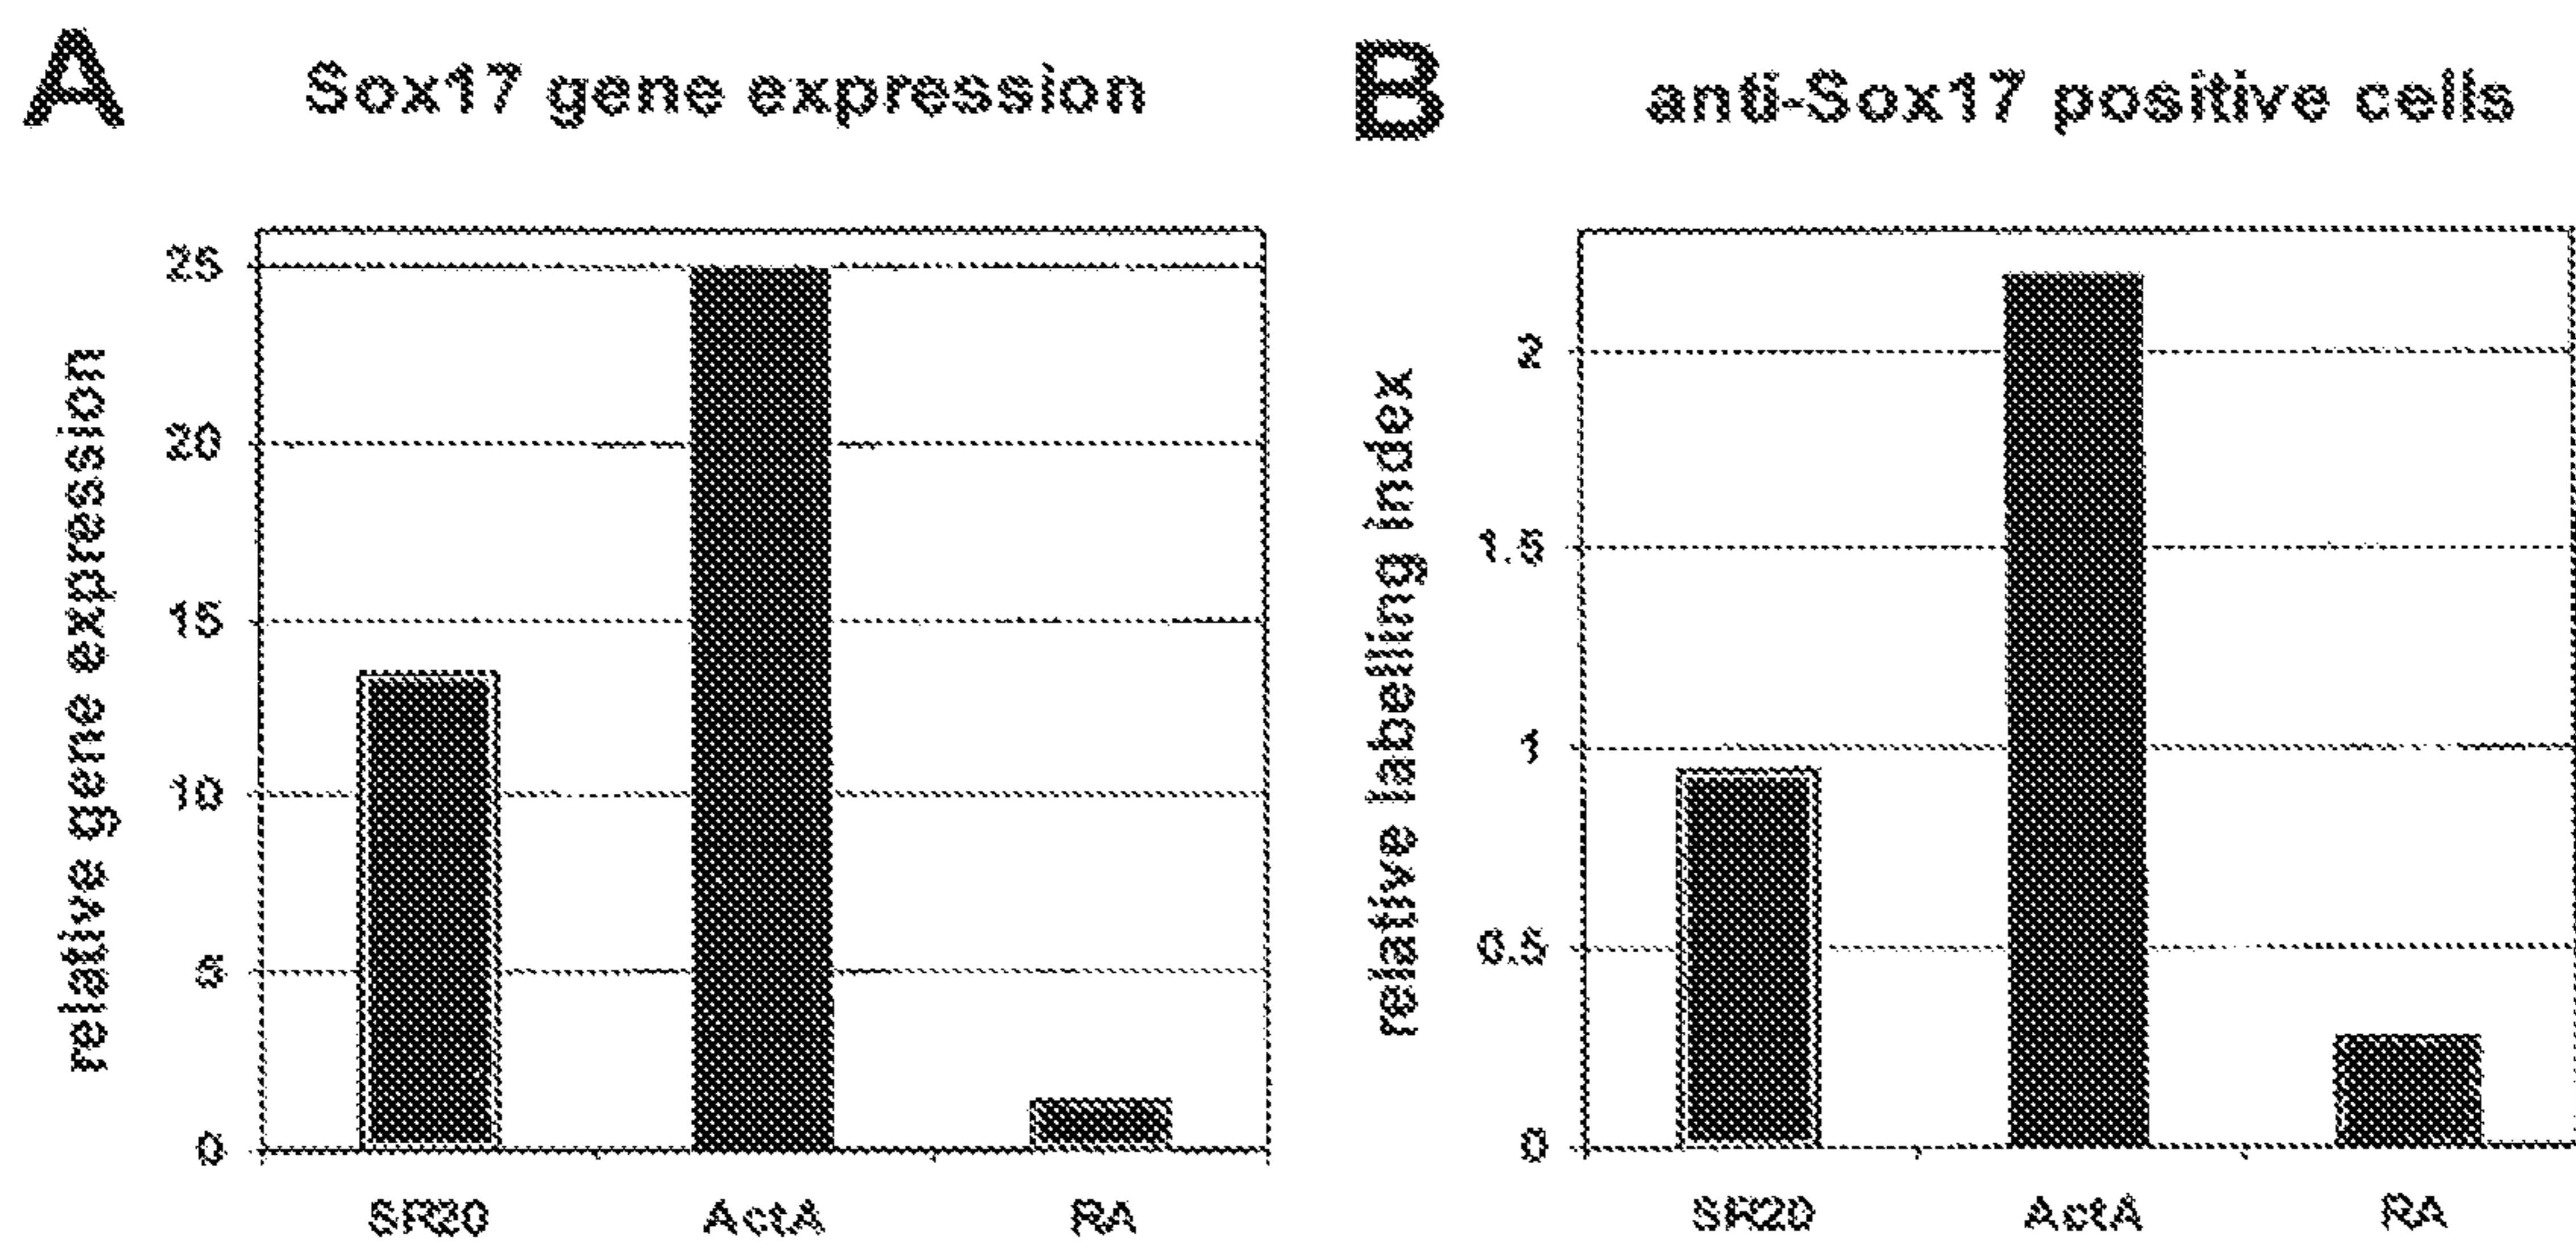 A
Sox17 gene expression
relative gene expression
25
20
15
10
5
0
SR20
ActA
RA
B
anti-Sox17 positive cells
relative labelling index
2
1.5
1
0.5
0
SR20
ActA
RA